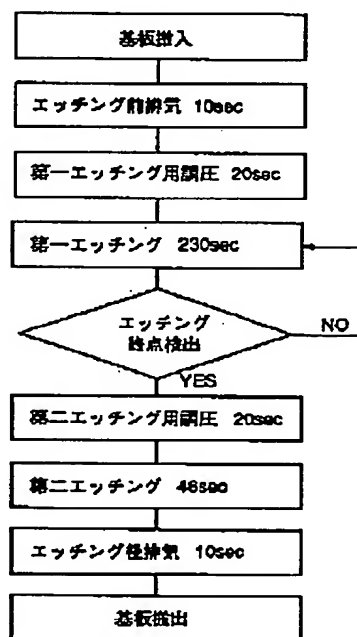 基板搬入
エッチング前排気 10sec
第一エッチング用調圧 20sec
第一エッチング 230sec
エッチング
終点検出
NO
YES
第二エッチング用調圧 20sec
第二エッチング 46sec
エッチング後排気 10sec
基板搬出